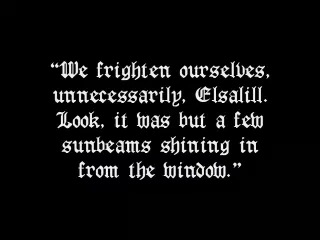 “We frighten ourselves,
unnecessarily, Elsalill.
Look, it was but a few
sunbeams shining in
from the window.”